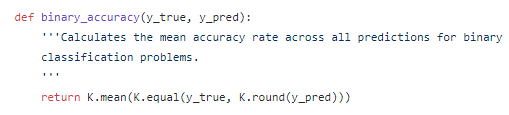 def binary_accuracy(y_true, y_pred):
'''Calculates the mean accuracy rate across all predictions for binary
classification problems.
'''
return K.mean(K.equal(y_true, K.round(y_pred)))